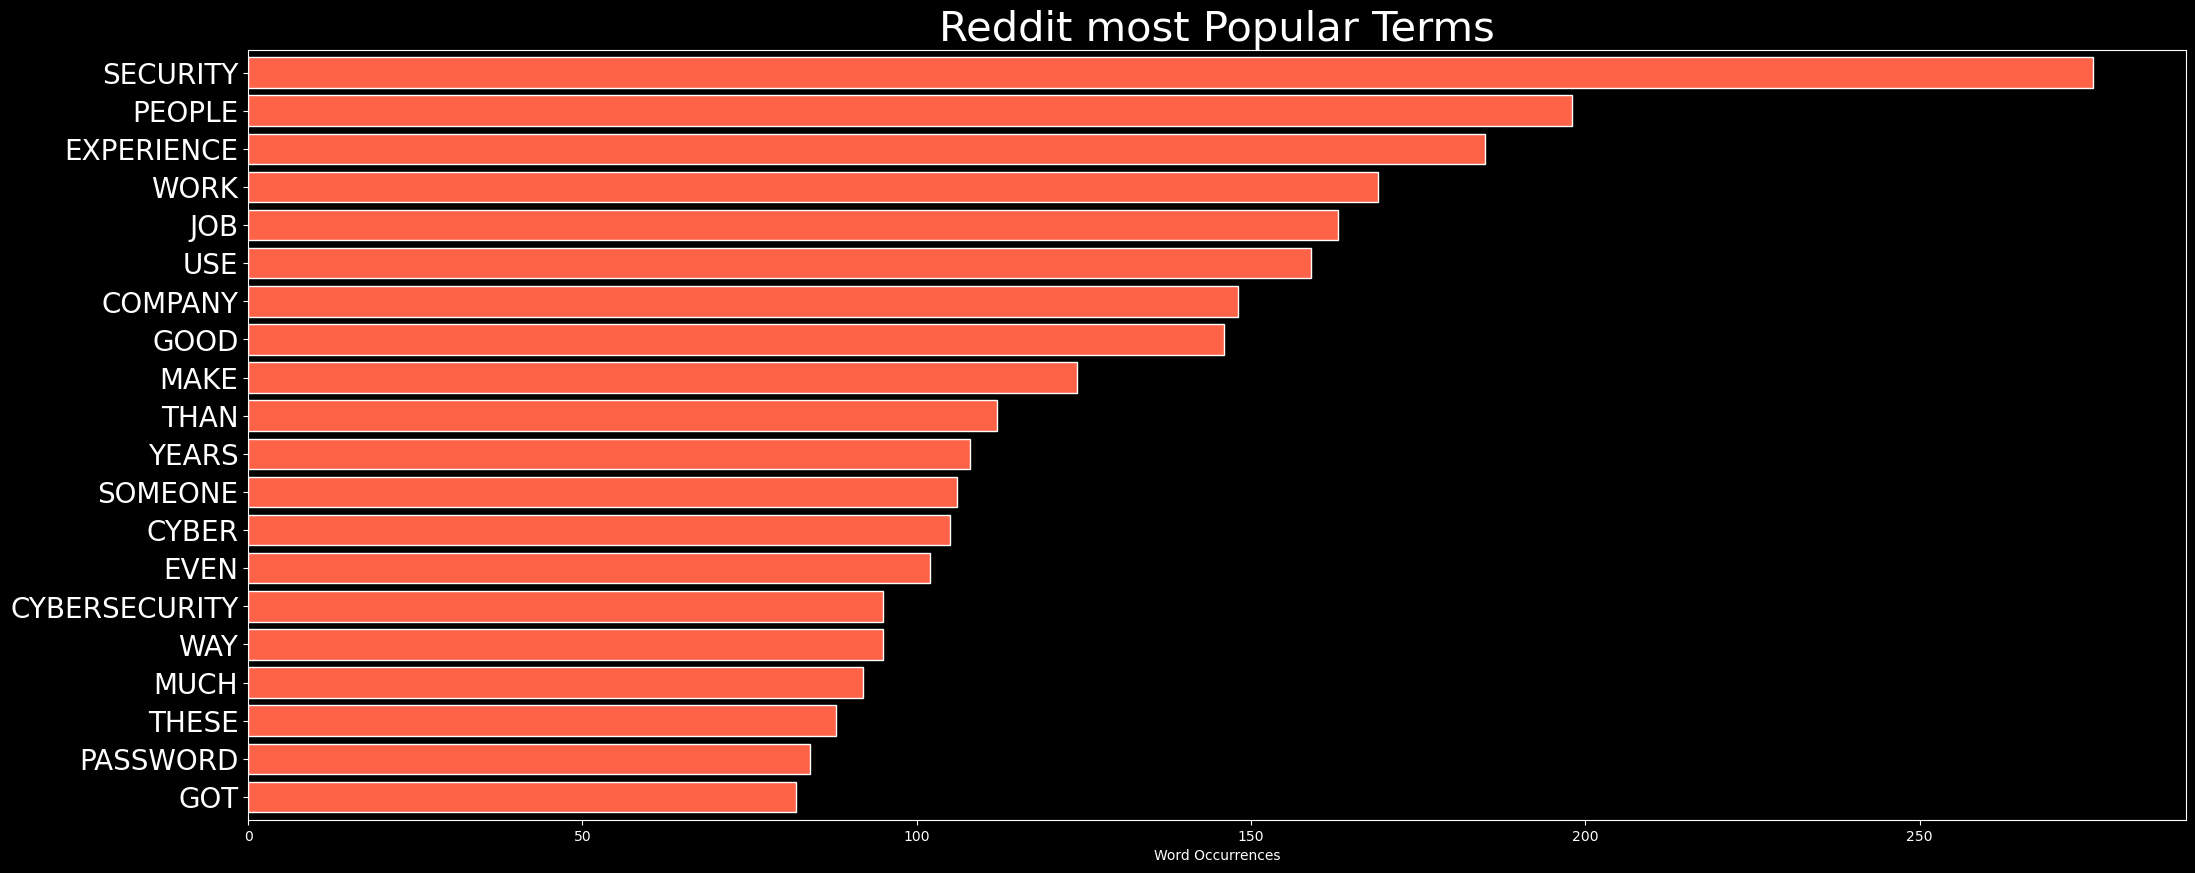 Reddit most Popular Terms
SECURITY
PEOPLE
EXPERIENCE
WORK
JOB
USE
COMPANY
GOOD
MAKE
THAN
YEARS
SOMEONE
CYBER
EVEN
CYBERSECURITY
WAY
MUCH
THESE
PASSWORD
GOT
0 50 100 150 200 250
Word Occurrences